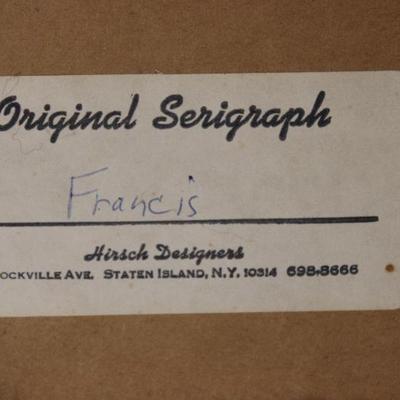 Original Serigraph
Francis
Hirsch Designers
OCKVILLE AVE. STATEN ISLAND, N.Y. 10314 698-8666